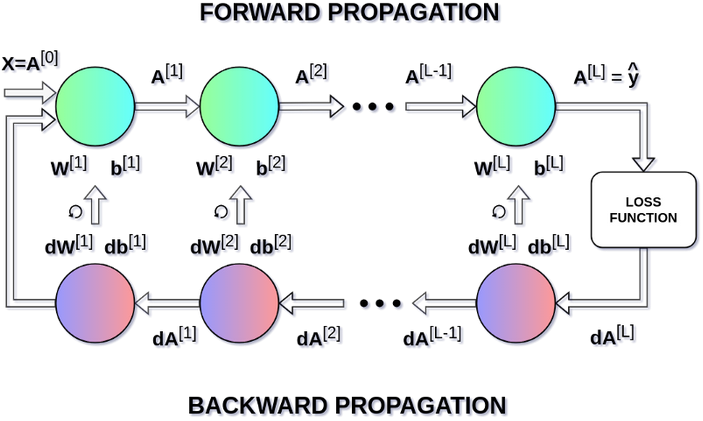 FORWARD PROPAGATION
X=A[0]
A[1]
A[2]
A[L-1]
A[L] = ŷ
W[1] b[1]
W[2] b[2]
W[L] b[L]
LOSS
FUNCTION
dW[1] db[1]
dW[2] db[2]
dW[L] db[L]
dA[1]
dA[2]
dA[L-1]
dA[L]
BACKWARD PROPAGATION